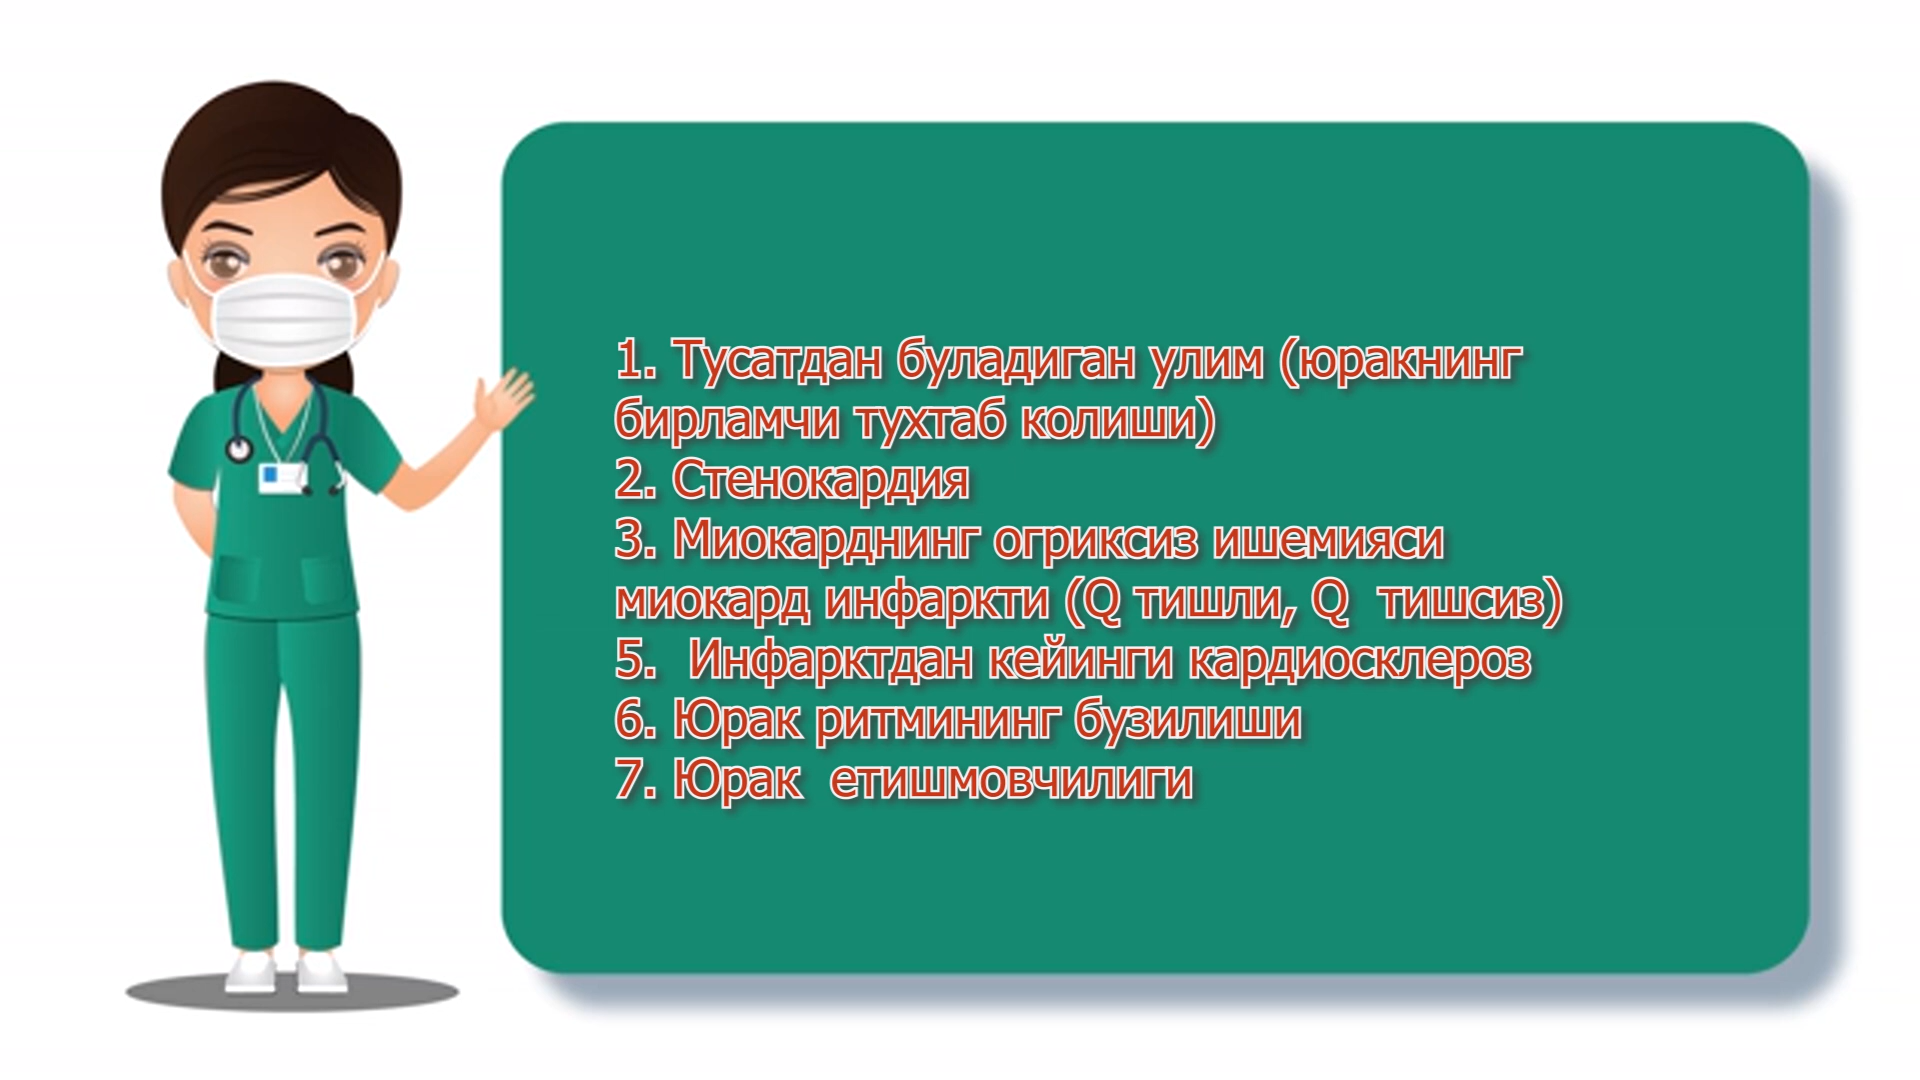 1. Тусатдан буладиган улим (юракнинг
бирламчи тухтаб колиши)
2. Стенокардия
3. Миокарднинг огриксиз ишемияси
миокард инфаркти (Q тишли, Q  тишсиз)
5.  Инфарктдан кейинги кардиосклероз
6. Юрак ритмининг бузилиши
7. Юрак  етишмовчилиги